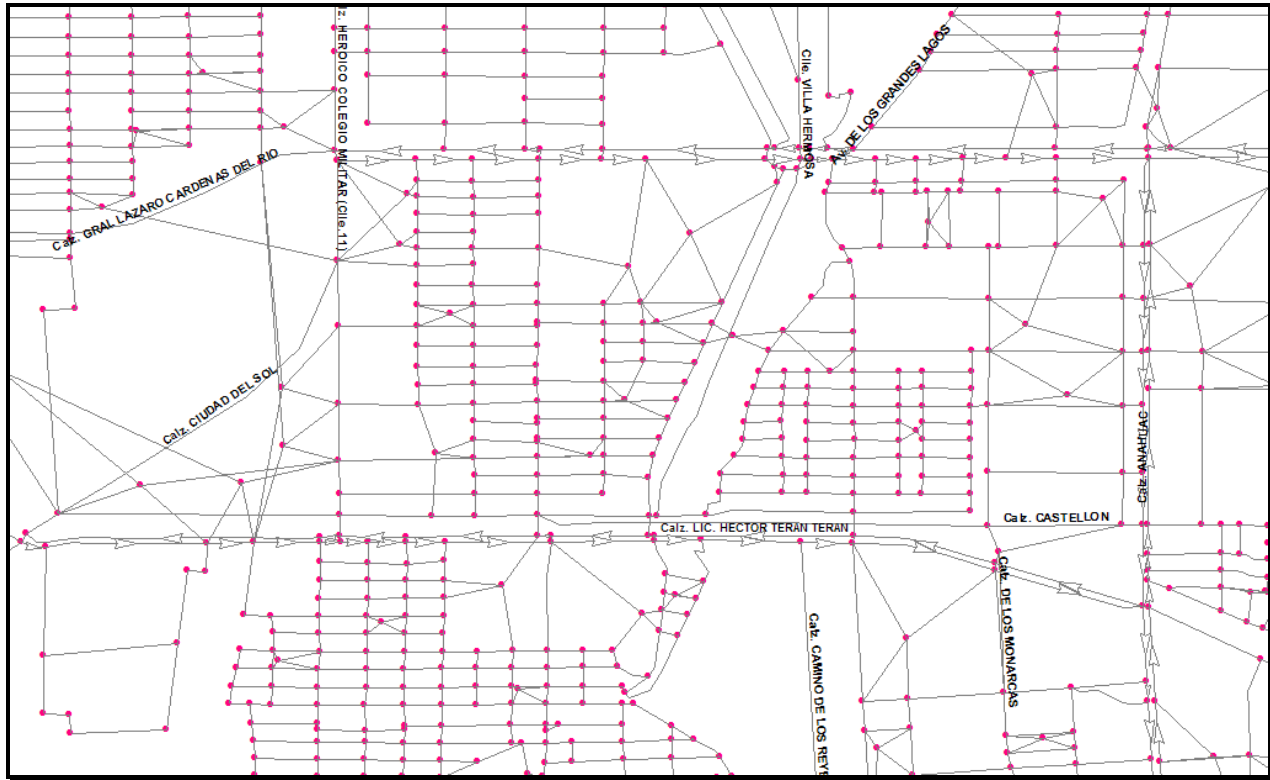 Calz. HEROICO COLEGIO MILITAR (Clle.11)
Clle. VILLA HERMOSA
Av. DE LOS GRANDES LAGOS
Calz. GRAL LAZARO CARDENAS DEL RIO
Calz. CIUDAD DEL SOL
Calz. ANAHUAC
Calz. CASTELLON
Calz. LIC. HECTOR TERAN TERAN
Calz. DE LOS MONARCAS
Calz. CAMINO DE LOS REYE